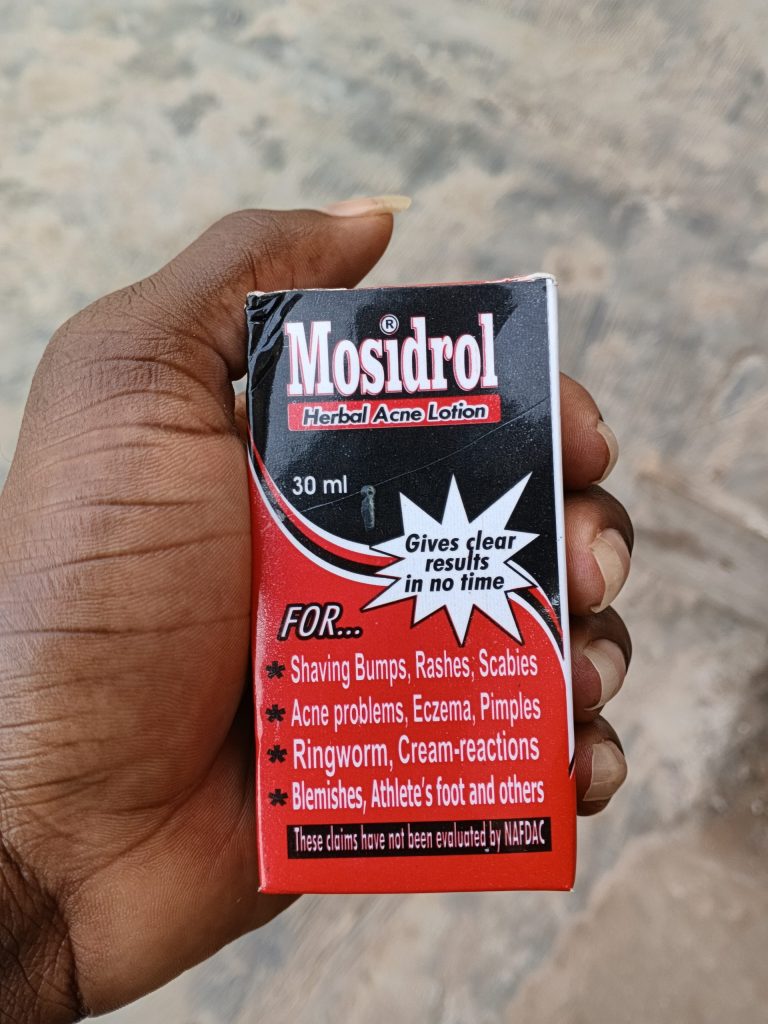 Mosidrol®
Herbal Acne Lotion
30 ml
Gives clear
results
in no time
FOR...
* Shaving Bumps, Rashes, Scabies
* Acne problems, Eczema, Pimples
* Ringworm, Cream-reactions
* Blemishes, Athlete's foot and others
These claims have not been evaluated by NAFDAC